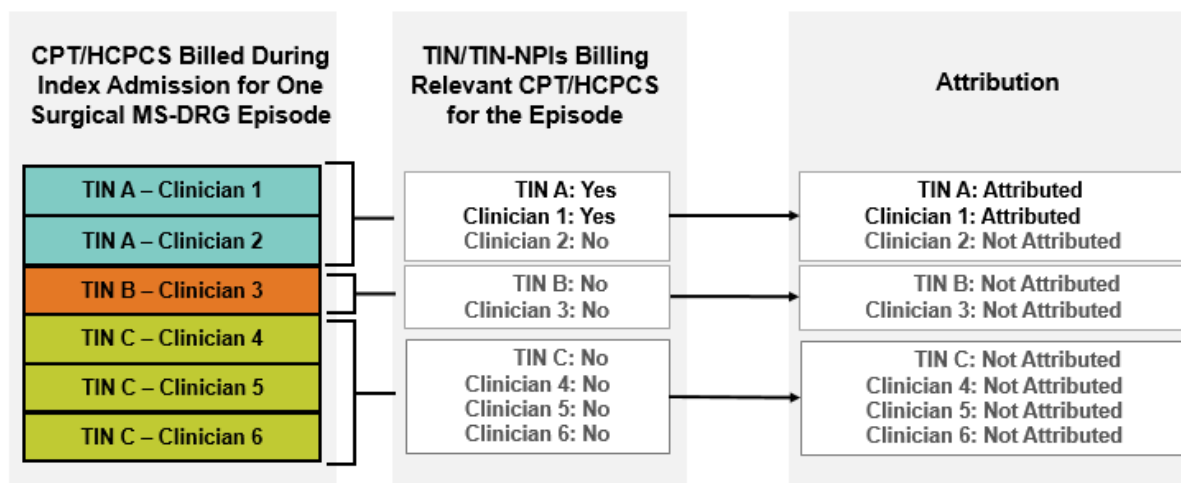 CPT/HCPCS Billed During
Index Admission for One
Surgical MS-DRG Episode
TIN A – Clinician 1
TIN A – Clinician 2
TIN B – Clinician 3
TIN C – Clinician 4
TIN C – Clinician 5
TIN C – Clinician 6
TIN/TIN-NPIs Billing
Relevant CPT/HCPCS
for the Episode
TIN A: Yes
Clinician 1: Yes
Clinician 2: No
TIN B: No
Clinician 3: No
TIN C: No
Clinician 4: No
Clinician 5: No
Clinician 6: No
Attribution
TIN A: Attributed
Clinician 1: Attributed
Clinician 2: Not Attributed
TIN B: Not Attributed
Clinician 3: Not Attributed
TIN C: Not Attributed
Clinician 4: Not Attributed
Clinician 5: Not Attributed
Clinician 6: Not Attributed